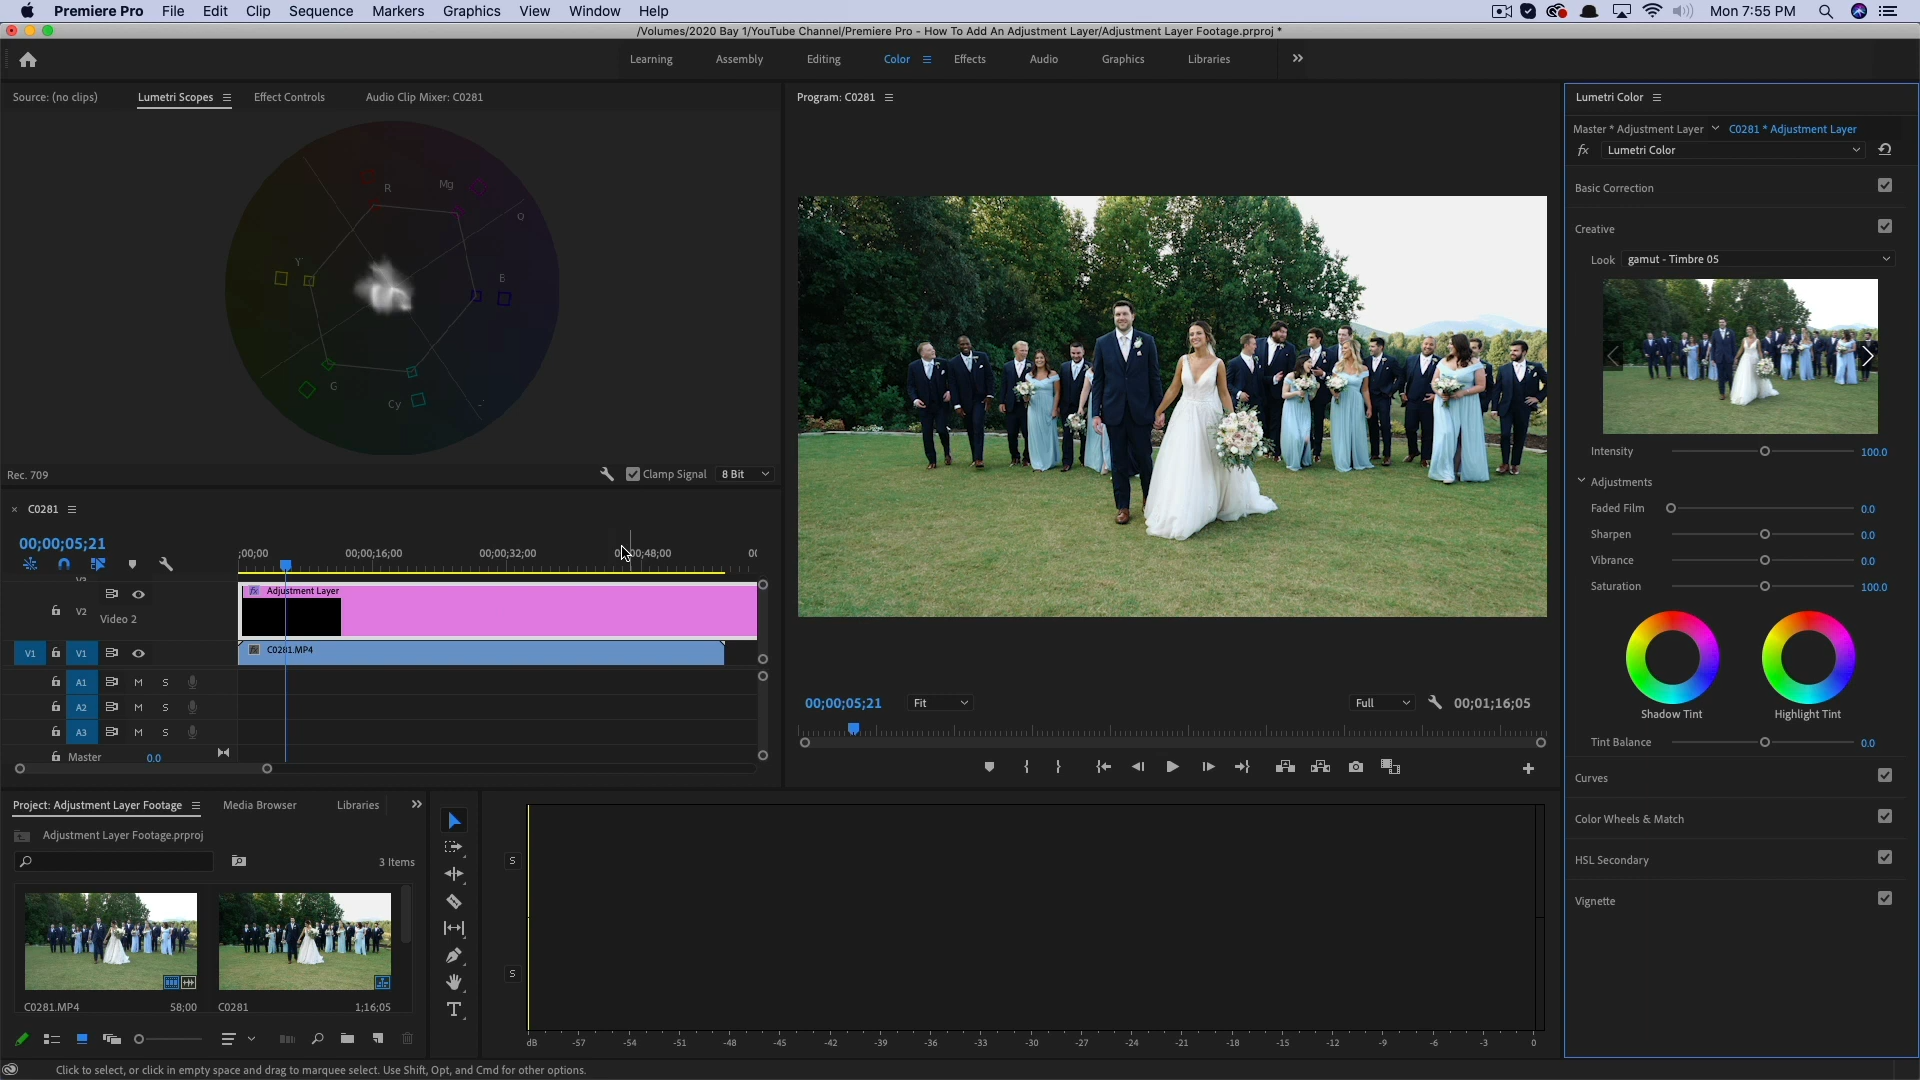 Premiere Pro File Edit Clip Sequence Markers Graphics View Window Help Mon 7:55 PM
/Volumes/2020 Bay 1/YouTube Channel/Premiere Pro - How To Add An Adjustment Layer/Adjustment Layer Footage.prproj *
Learning Assembly Editing Color Effects Audio Graphics Libraries
Source: (no clips) Lumetri Scopes Effect Controls Audio Clip Mixer: C0281
R Mg Q B Y G Cy
Rec. 709 Clamp Signal 8 Bit
Program: C0281
00;00;05;21 Fit Full 00;01;16;05
Lumetri Color
Master * Adjustment Layer C0281 * Adjustment Layer
fx Lumetri Color
Basic Correction
Creative
Look gamut - Timbre 05
Intensity 100.0
Adjustments
Faded Film 0.0
Sharpen 0.0
Vibrance 0.0
Saturation 100.0
Shadow Tint Highlight Tint
Tint Balance 0.0
Curves
Color Wheels & Match
HSL Secondary
Vignette
× C0281
00;00;05;21
;00;00 00;00;16;00 00;00;32;00 48;00
V2 Video 2
fx Adjustment Layer
V1 V1
fx C0281.MP4
A1 M S
A2 M S
A3 M S
Master 0.0
Project: Adjustment Layer Footage Media Browser Libraries
Adjustment Layer Footage.prproj
3 Items
C0281.MP4 58;00 C0281 1;16;05
T
S
S
dB -57 -54 -51 -48 -45 -42 -39 -36 -33 -30 -27 -24 -21 -18 -15 -12 -9 -6 -3 0
Click to select, or click in empty space and drag to marquee select. Use Shift, Opt, and Cmd for other options.